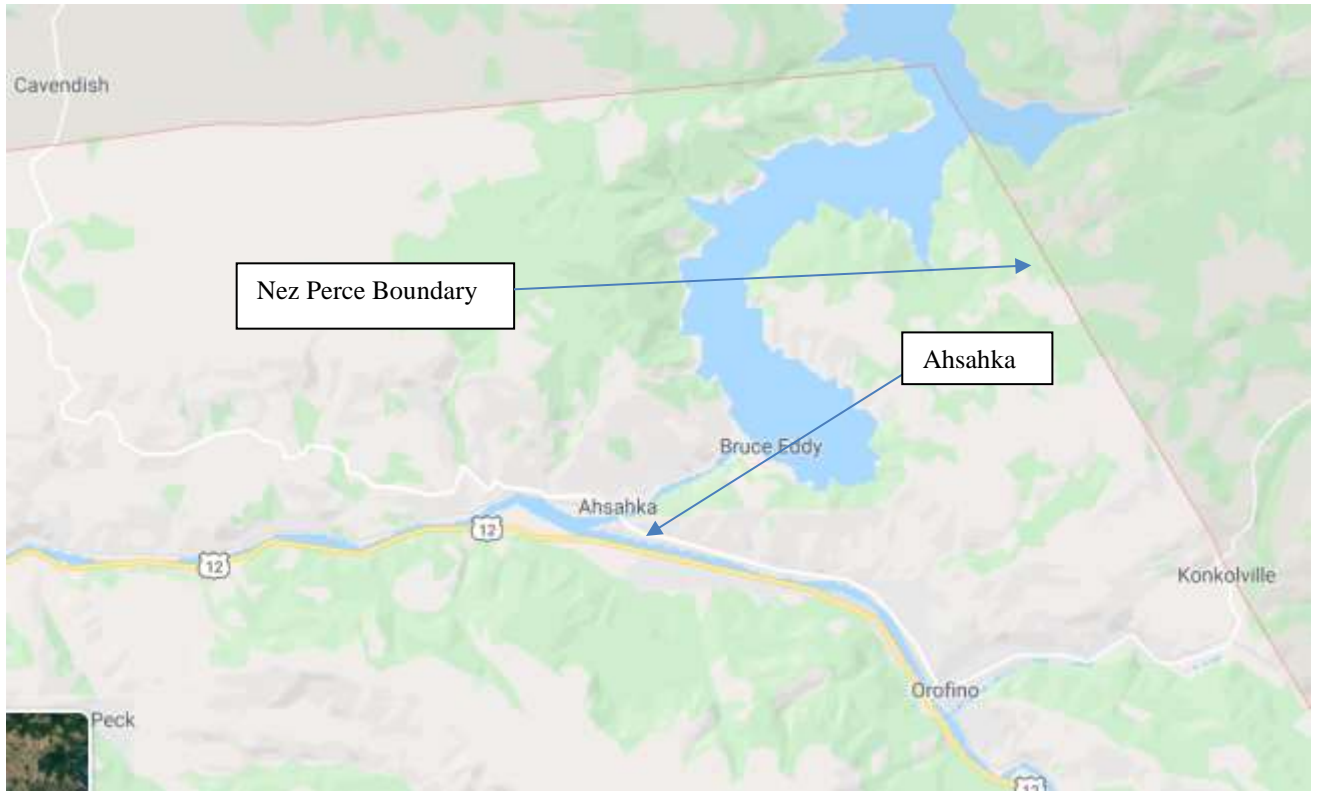 Cavendish
Nez Perce Boundary
Ahsahka
Bruce Eddy
Ahsahka
12
12
Konkolville
Orofino
Peck
12